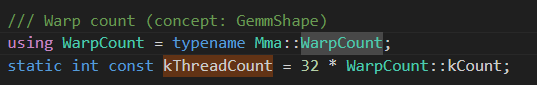 /// Warp count (concept: GemmShape)
using WarpCount = typename Mma::WarpCount;
static int const kThreadCount = 32 * WarpCount::kCount;